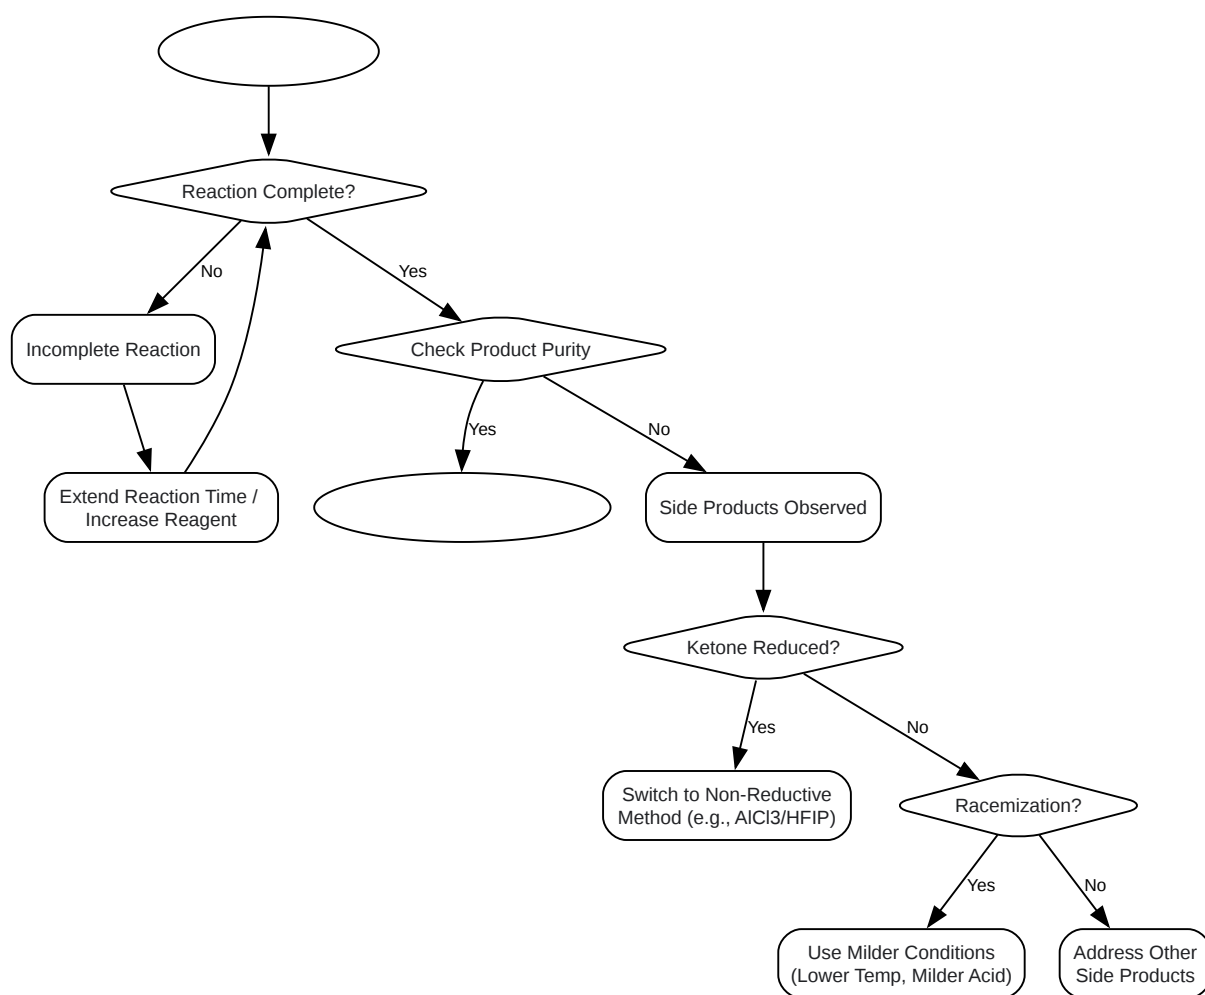 Reaction Complete?
No
Yes
Incomplete Reaction
Check Product Purity
Yes
No
Extend Reaction Time /
Increase Reagent
Side Products Observed
Ketone Reduced?
Yes
No
Switch to Non-Reductive
Method (e.g., AlCl3/HFIP)
Racemization?
Yes
No
Use Milder Conditions
(Lower Temp, Milder Acid)
Address Other
Side Products